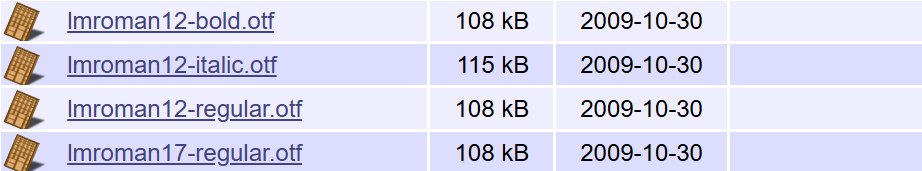 lmroman12-bold.otf 108 kB 2009-10-30
lmroman12-italic.otf 115 kB 2009-10-30
lmroman12-regular.otf 108 kB 2009-10-30
lmroman17-regular.otf 108 kB 2009-10-30